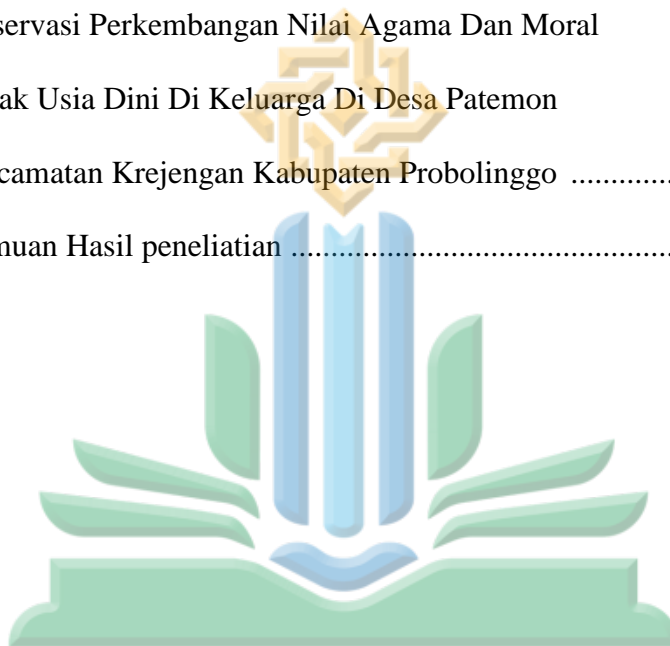 servasi Perkembangan Nilai Agama Dan Moral
ak Usia Dini Di Keluarga Di Desa Patemon
camatan Krejengan Kabupaten Probolinggo ..............
muan Hasil peneliatian ................................................